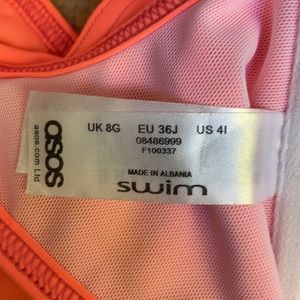 asos
asos.com Ltd
UK 8G EU 36J US 4I
08486999
F100337
MADE IN ALBANIA
swim